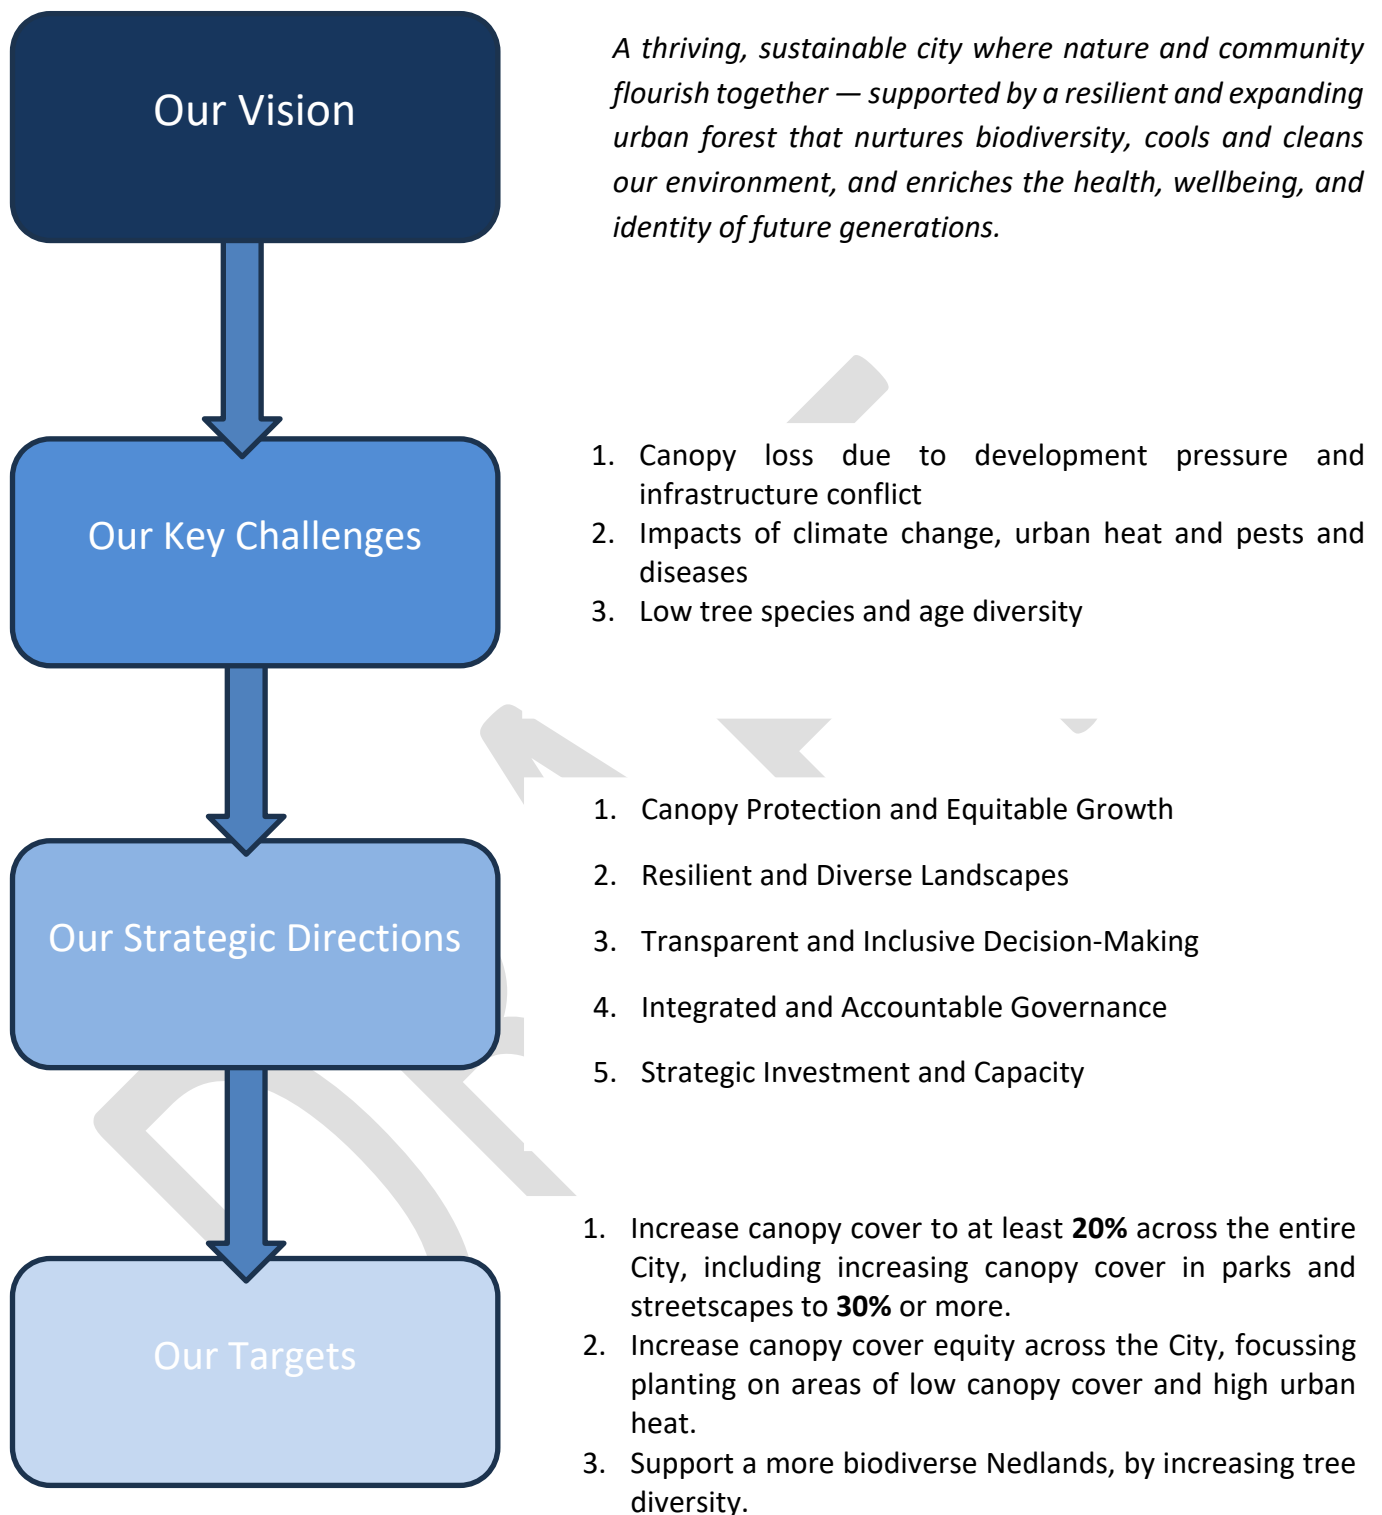 Our Vision
A thriving, sustainable city where nature and community
flourish together — supported by a resilient and expanding
urban forest that nurtures biodiversity, cools and cleans
our environment, and enriches the health, wellbeing, and
identity of future generations.
Our Key Challenges
1. Canopy loss due to development pressure and
infrastructure conflict
2. Impacts of climate change, urban heat and pests and
diseases
3. Low tree species and age diversity
Our Strategic Directions
1. Canopy Protection and Equitable Growth
2. Resilient and Diverse Landscapes
3. Transparent and Inclusive Decision-Making
4. Integrated and Accountable Governance
5. Strategic Investment and Capacity
Our Targets
1. Increase canopy cover to at least 20% across the entire
City, including increasing canopy cover in parks and
streetscapes to 30% or more.
2. Increase canopy cover equity across the City, focussing
planting on areas of low canopy cover and high urban
heat.
3. Support a more biodiverse Nedlands, by increasing tree
diversity.